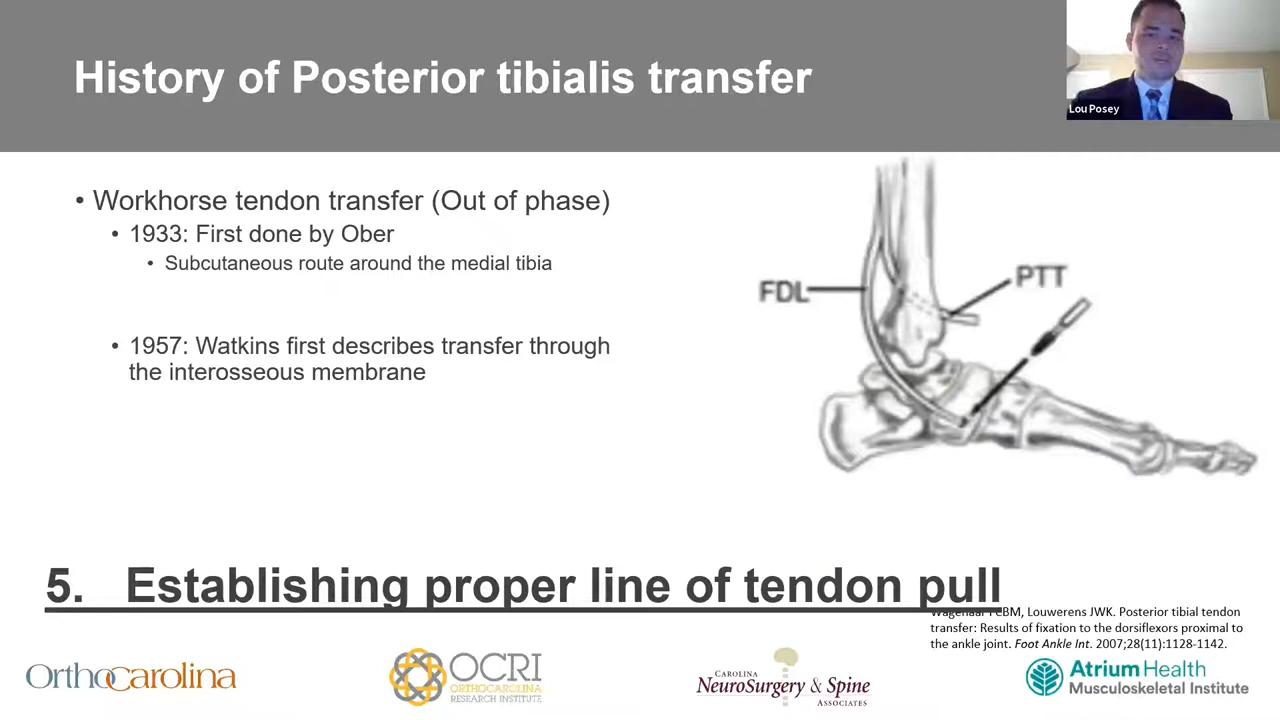 History of Posterior tibialis transfer
Lou Posey
• Workhorse tendon transfer (Out of phase)
• 1933: First done by Ober
• Subcutaneous route around the medial tibia
• 1957: Watkins first describes transfer through
the interosseous membrane
FDL
PTT
5. Establishing proper line of tendon pull
Louwerens JWK. Posterior tibial tendon
transfer: Results of fixation to the dorsiflexors proximal to
the ankle joint. Foot Ankle Int. 2007;28(11):1128-1142.
OrthoCarolina
OCRI
ORTHOCAROLINA
RESEARCH INSTITUTE
CAROLINA
NEUROSURGERY & SPINE
ASSOCIATES
Atrium Health
Musculoskeletal Institute